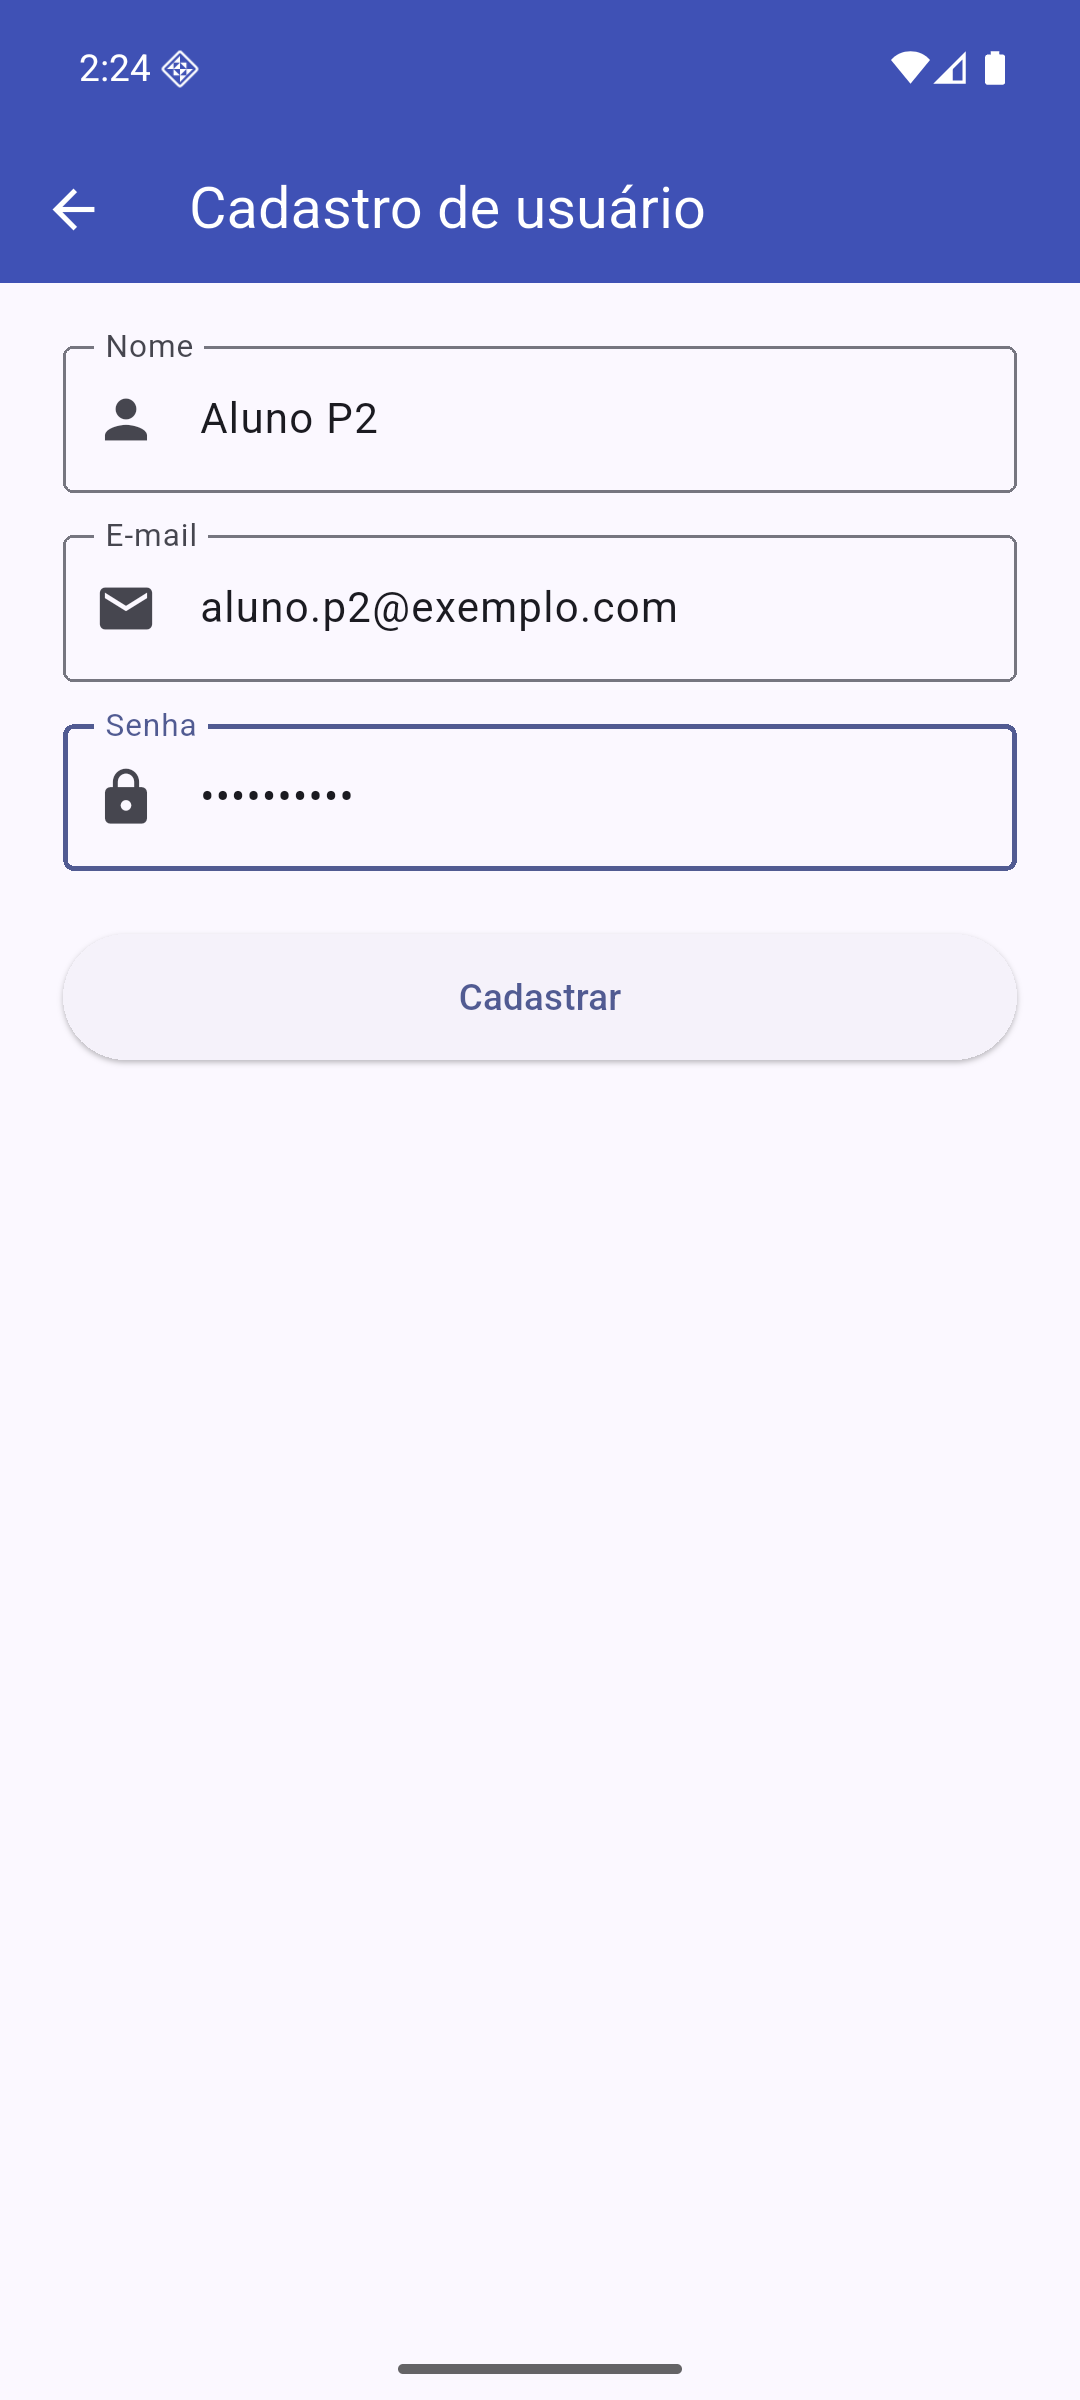 2:24
Cadastro de usuário
Nome
Aluno P2
E-mail
aluno.p2@exemplo.com
Senha
••••••••••
Cadastrar